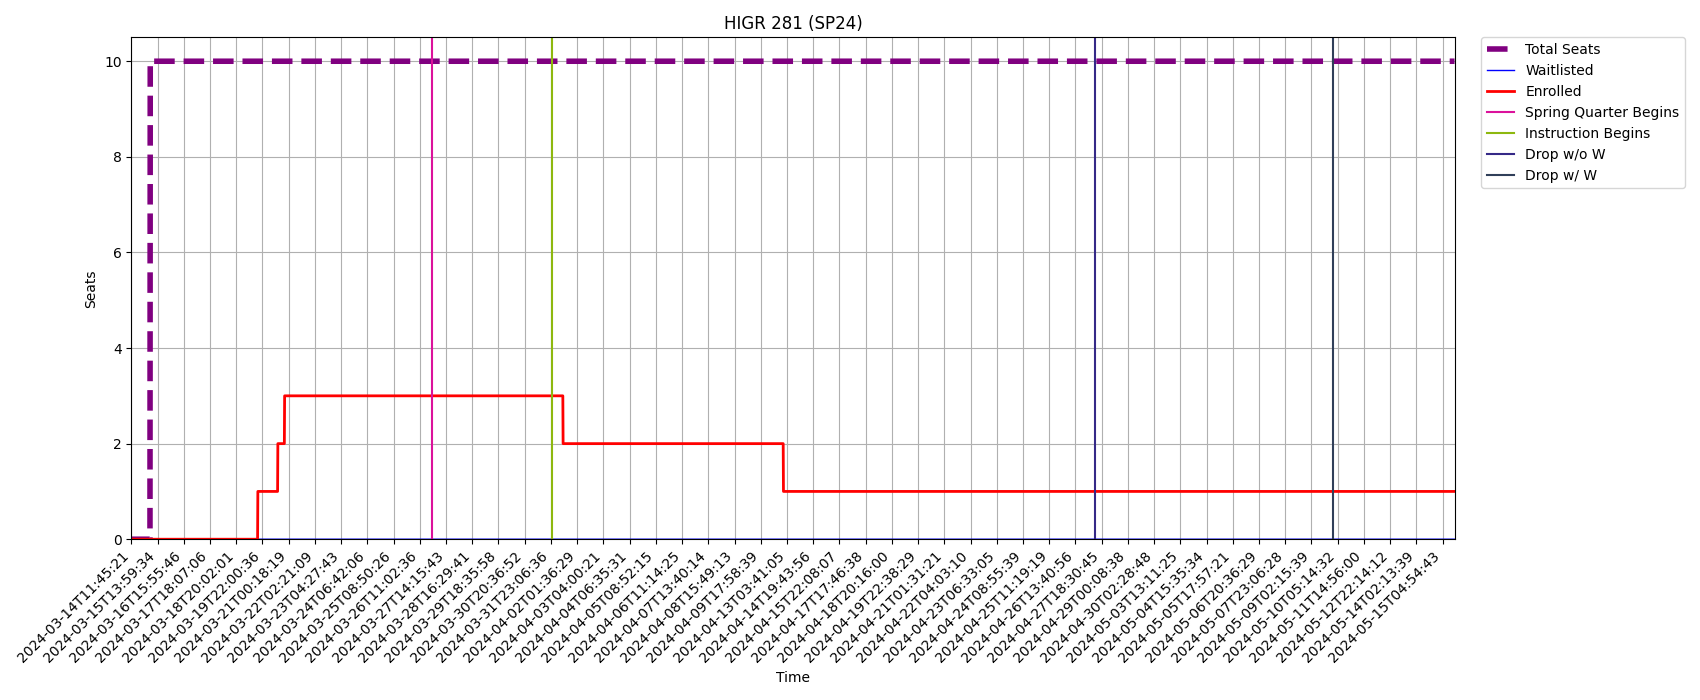 HIGR 281 (SP24)
Total Seats
Waitlisted
Enrolled
Spring Quarter Begins
Instruction Begins
Drop w/o W
Drop w/ W
10
8
6
4
2
0
Seats
2024-03-14T11:45:21
2024-03-15T13:59:34
2024-03-16T15:55:46
2024-03-17T18:07:06
2024-03-18T20:02:01
2024-03-19T22:00:36
2024-03-21T00:18:19
2024-03-22T02:21:09
2024-03-23T04:27:43
2024-03-24T06:42:06
2024-03-25T08:50:26
2024-03-26T11:02:36
2024-03-27T14:15:43
2024-03-28T16:29:41
2024-03-29T18:35:58
2024-03-30T20:36:52
2024-03-31T23:06:36
2024-04-02T01:36:29
2024-04-03T04:00:21
2024-04-04T06:35:31
2024-04-05T08:52:15
2024-04-06T11:14:25
2024-04-07T13:40:14
2024-04-08T15:49:13
2024-04-09T17:58:39
2024-04-13T03:41:05
2024-04-14T19:43:56
2024-04-15T22:08:07
2024-04-17T17:46:38
2024-04-18T20:16:00
2024-04-19T22:38:29
2024-04-21T01:31:21
2024-04-22T04:03:10
2024-04-23T06:33:05
2024-04-24T08:55:39
2024-04-25T11:19:19
2024-04-26T13:40:56
2024-04-27T18:30:45
2024-04-29T00:08:38
2024-04-30T02:28:48
2024-05-03T13:11:25
2024-05-04T15:35:34
2024-05-05T17:57:21
2024-05-06T20:36:29
2024-05-07T23:06:28
2024-05-09T02:15:39
2024-05-10T05:14:32
2024-05-11T14:56:00
2024-05-12T22:14:12
2024-05-14T02:13:39
2024-05-15T04:54:43
Time